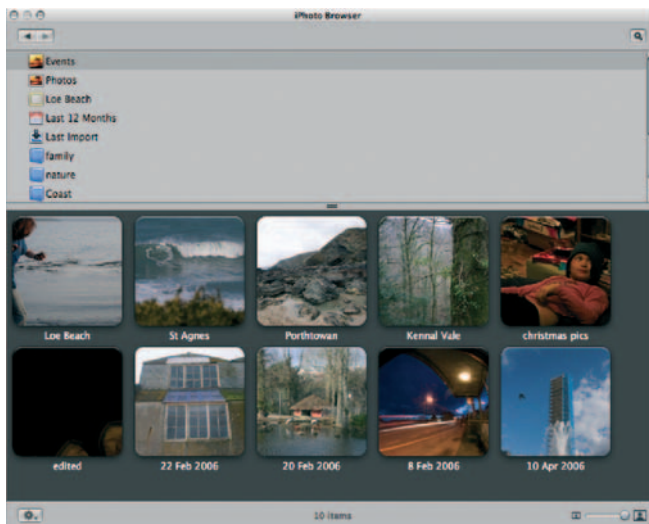 iPhoto Browser
Events
Photos
Loe Beach
Last 12 Months
Last Import
family
nature
Coast
Loe Beach
St Agnes
Porthtowan
Kennal Vale
christmas pics
edited
22 Feb 2006
20 Feb 2006
8 Feb 2006
10 Apr 2006
10 items